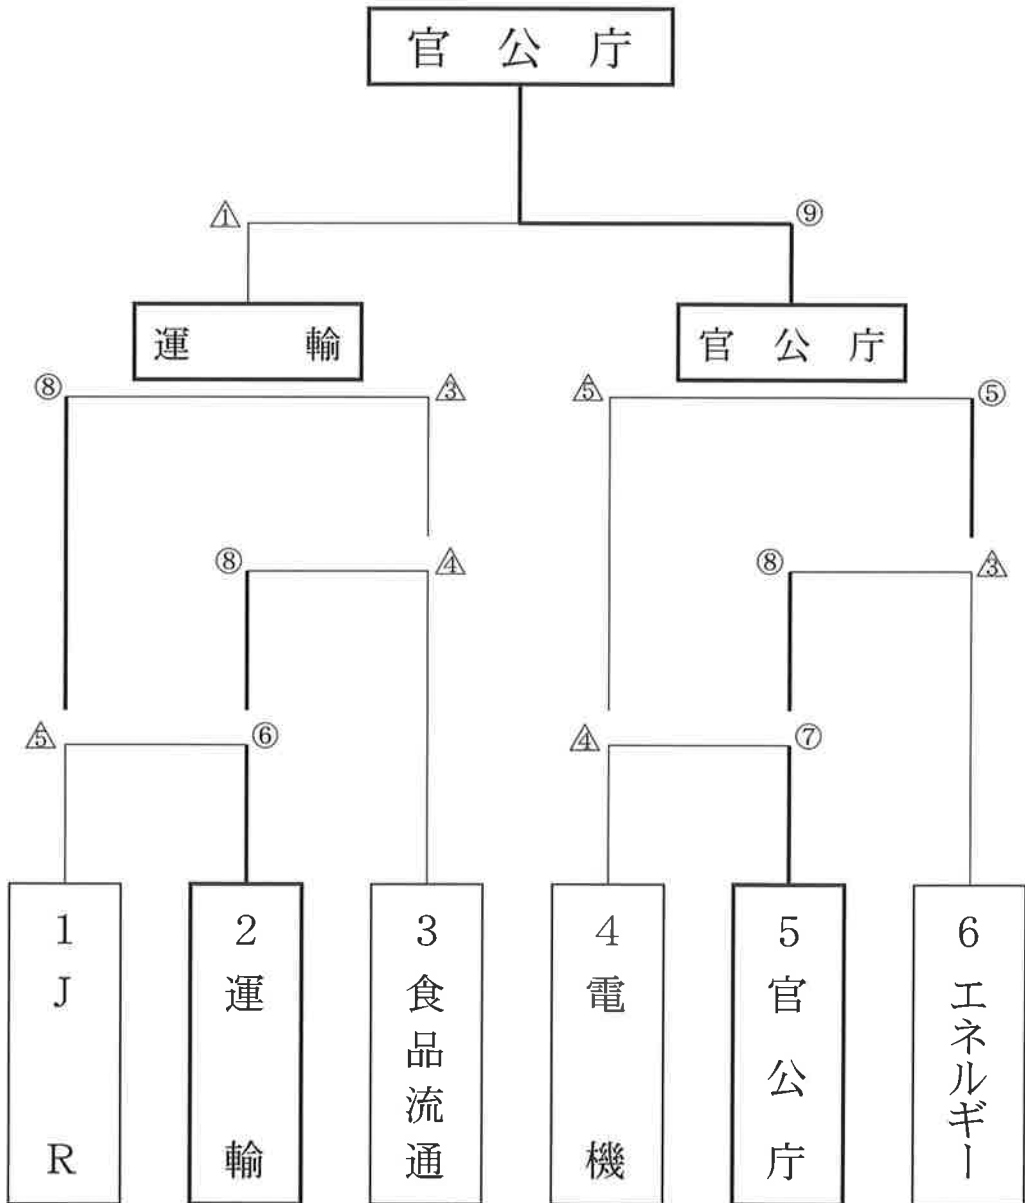 官公庁
① ⑨
運輸 官公庁
⑧ ③ ⑤ ⑤
⑧ ④ ⑧ ③
⑤ ⑥ ④ ⑦
1 JR
2 運輸
3 食品流通
4 電機
5 官公庁
6 エネルギー